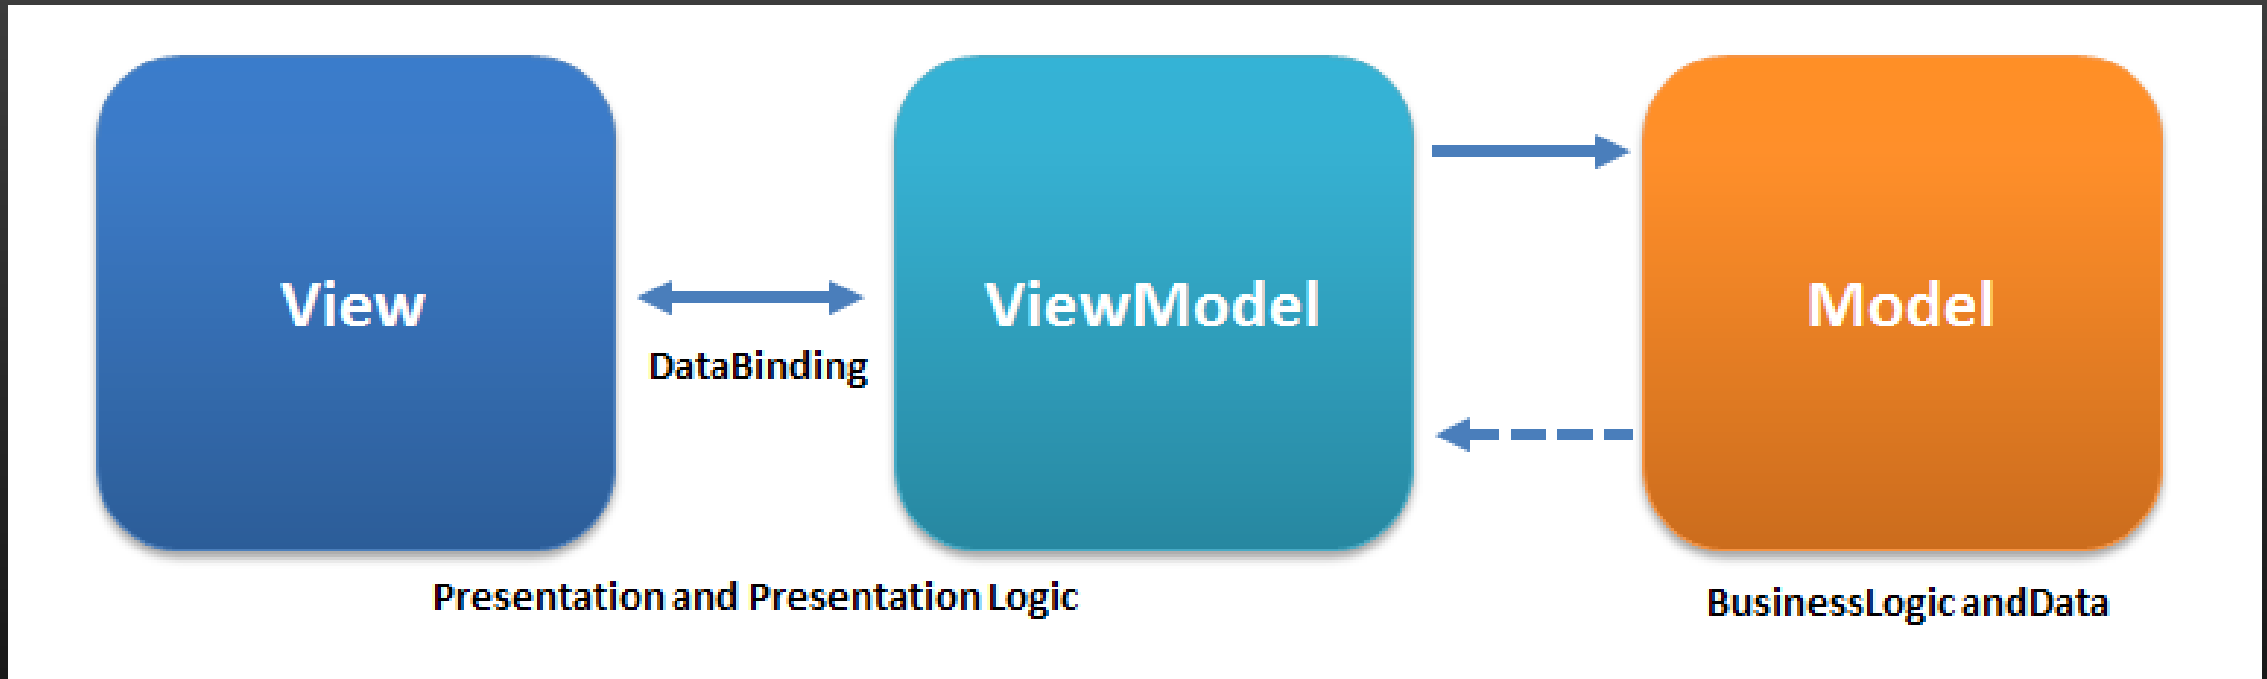 View
DataBinding
ViewModel
Model
Presentation and Presentation Logic
BusinessLogic andData